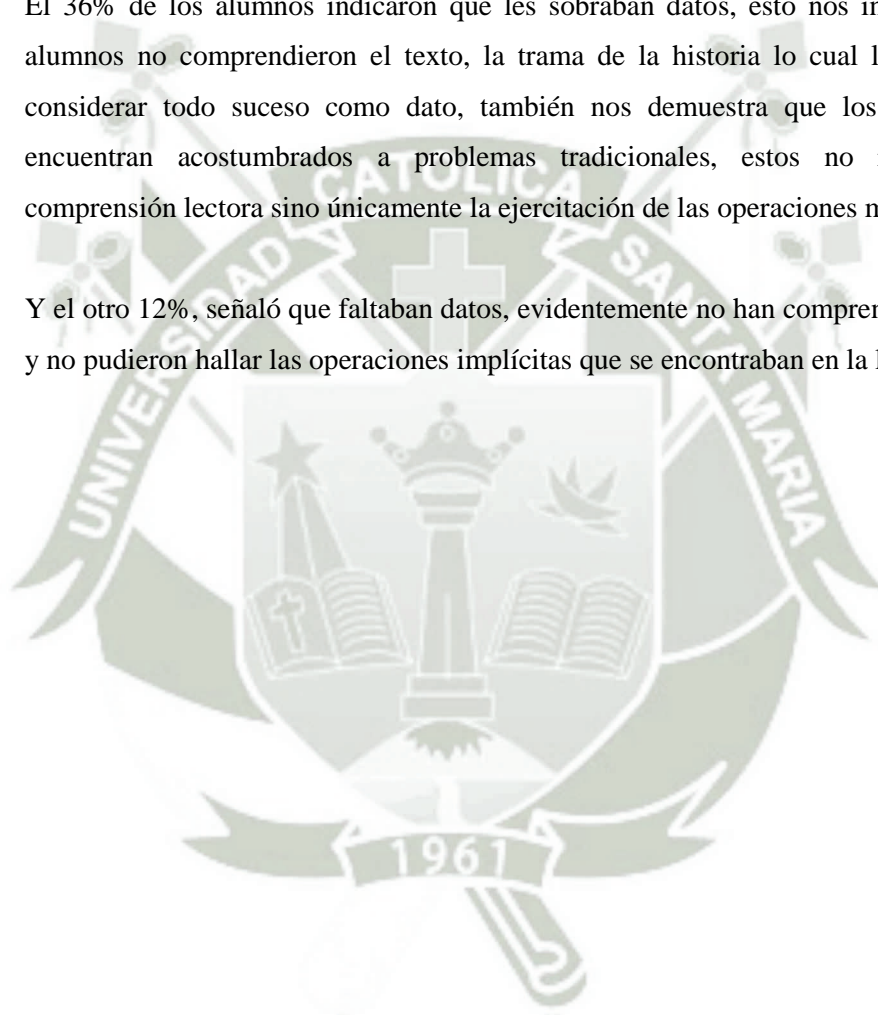 El 36% de los alumnos indicaron que les sobraban datos, esto nos in
alumnos no comprendieron el texto, la trama de la historia lo cual l
considerar todo suceso como dato, también nos demuestra que los
encuentran acostumbrados a problemas tradicionales, estos no
comprensión lectora sino únicamente la ejercitación de las operaciones m
Y el otro 12%, señaló que faltaban datos, evidentemente no han compren
y no pudieron hallar las operaciones implícitas que se encontraban en la
UNIVERSIDAD CATOLICA SANTA MARIA
1961